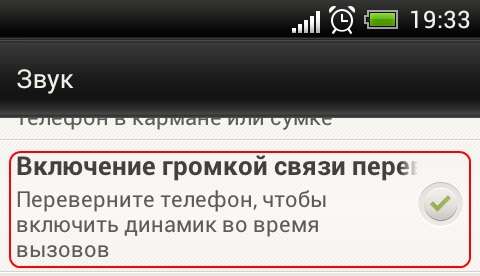 19:33
Звук
телефон в кармане или сумке
Включение громкой связи перев
Переверните телефон, чтобы
включить динамик во время
вызовов